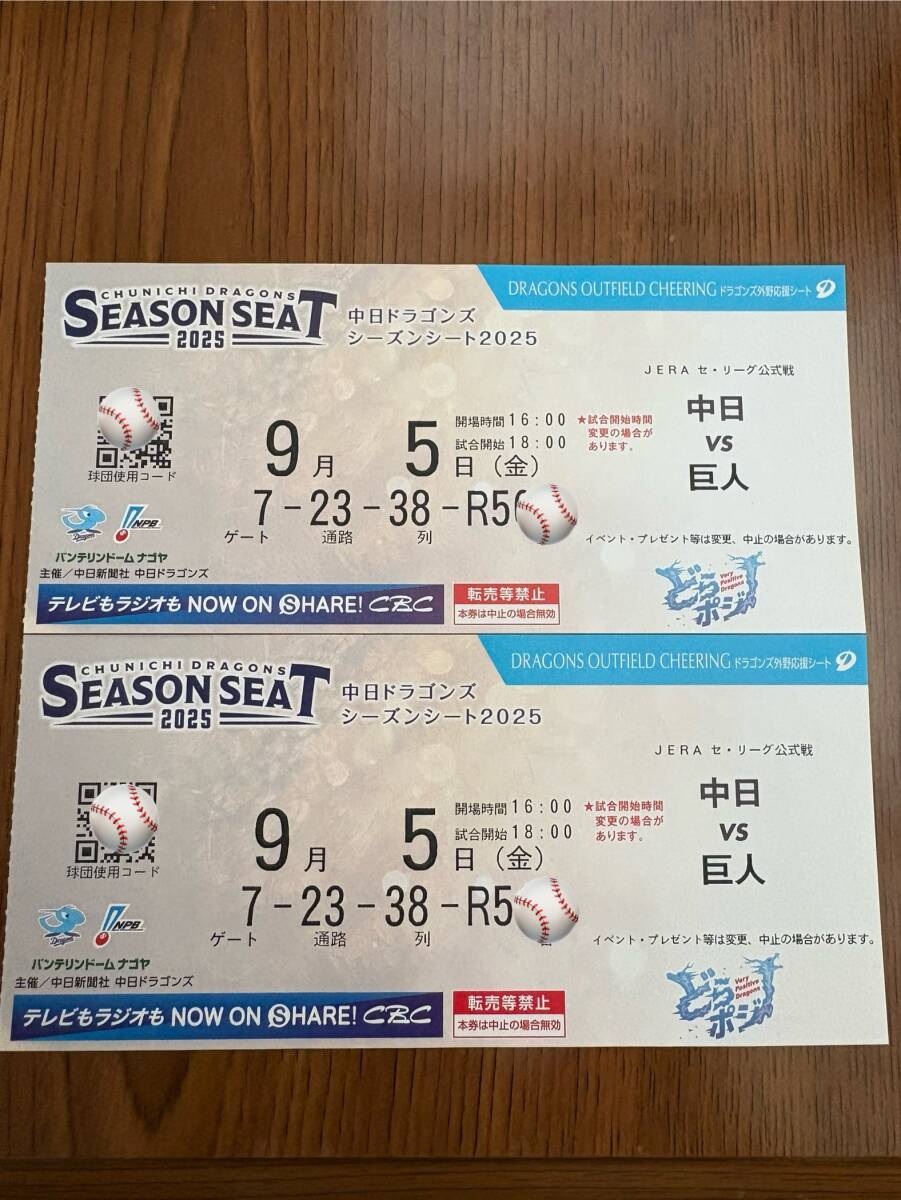 CHUNICHI DRAGONS
SEASON SEAT
2025
中日ドラゴンズ
シーズンシート2025
DRAGONS OUTFIELD CHEERING ドラゴンズ外野応援シート
JERA セ・リーグ公式戦
中日
VS
巨人
球団使用コード
9月 5日(金)
開場時間16:00
試合開始18:00
★試合開始時間
変更の場合が
あります。
7-23-38-R5
ゲート 通路 列
イベント・プレゼント等は変更、中止の場合があります。
Dragons
NPB
バンテリンドーム ナゴヤ
主催/中日新聞社 中日ドラゴンズ
テレビもラジオも NOW ON SHARE! CBC
転売等禁止
本券は中止の場合無効
どらポジ
Very
Positive
Dragons
CHUNICHI DRAGONS
SEASON SEAT
2025
中日ドラゴンズ
シーズンシート2025
DRAGONS OUTFIELD CHEERING ドラゴンズ外野応援シート
JERA セ・リーグ公式戦
中日
VS
巨人
球団使用コード
9月 5日(金)
開場時間16:00
試合開始18:00
★試合開始時間
変更の場合が
あります。
7-23-38-R5
ゲート 通路 列
イベント・プレゼント等は変更、中止の場合があります。
Dragons
NPB
バンテリンドーム ナゴヤ
主催/中日新聞社 中日ドラゴンズ
テレビもラジオも NOW ON SHARE! CBC
転売等禁止
本券は中止の場合無効
どらポジ
Very
Positive
Dragons